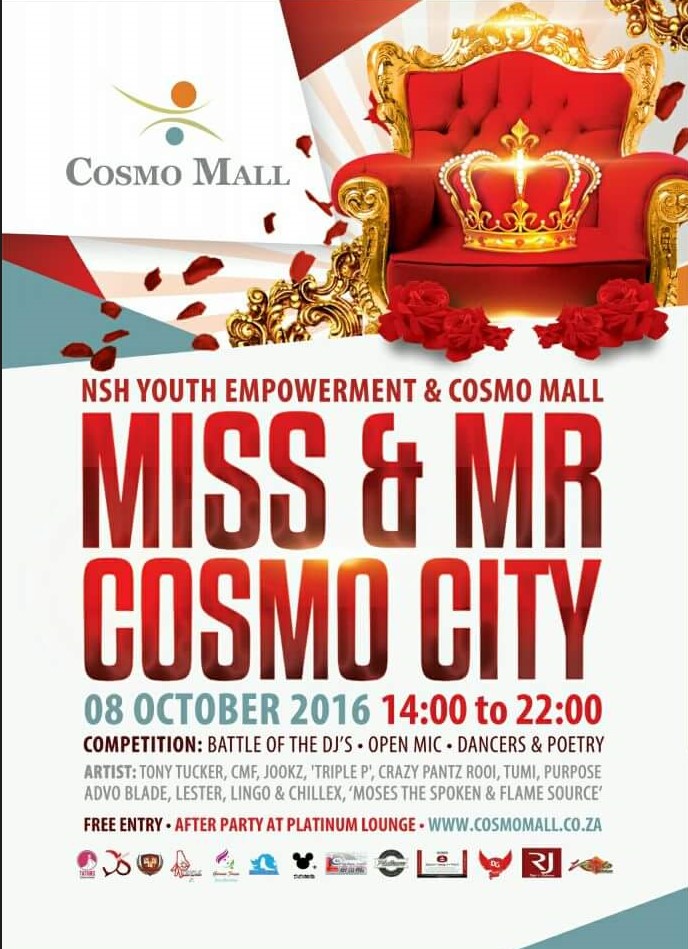 COSMO MALL
NSH YOUTH EMPOWERMENT & COSMO MALL
MISS & MR
COSMO CITY
08 OCTOBER 2016 14:00 to 22:00
COMPETITION: BATTLE OF THE DJ'S • OPEN MIC • DANCERS & POETRY
ARTIST: TONY TUCKER, CMF, JOOKZ, 'TRIPLE P', CRAZY PANTZ ROOI, TUMI, PURPOSE
ADVO BLADE, LESTER, LINGO & CHILLEX, 'MOSES THE SPOKEN & FLAME SOURCE'
FREE ENTRY • AFTER PARTY AT PLATINUM LOUNGE • WWW.COSMOMALL.CO.ZA
DG RJ